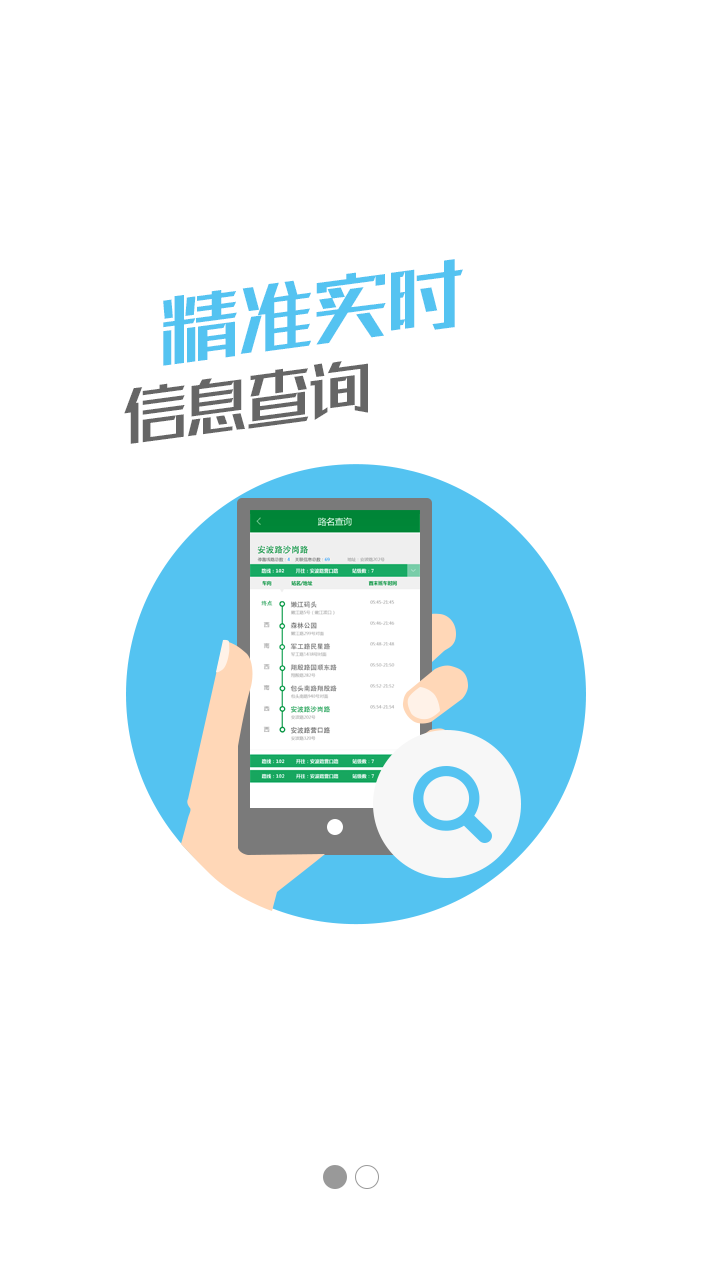 精准实时
信息查询
路名查询
安波路沙岗路
路线：102 开往：安波路营口路 站级数：7
车向 站名/地址 周末班车时间
终点 嫩江码头 05:45-21:45
西 森林公园 05:46-21:46
南 军工路民星路 05:48-21:48
西 翔殷路国顺东路 05:50-21:50
南 包头南路翔殷路 05:52-21:52
西 安波路沙岗路 05:54-21:54
西 安波路营口路
路线：102 开往：安波路营口路 站级数：7
路线：102 开往：安波路营口路 站级数：7